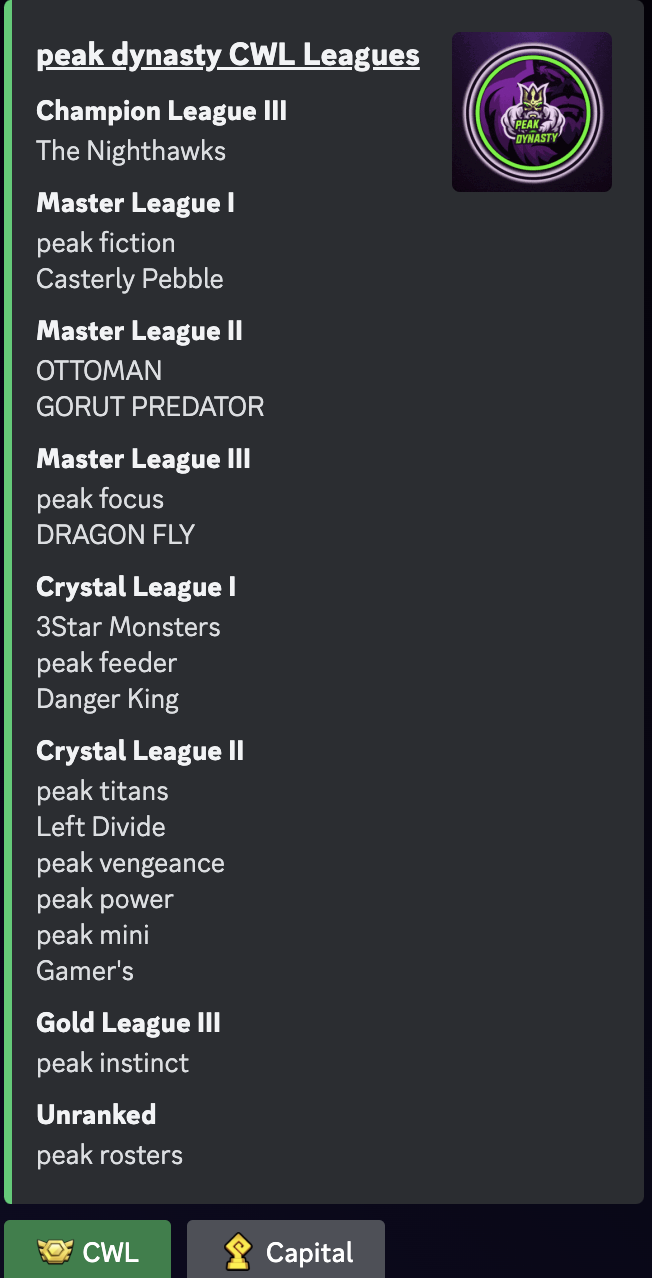 peak dynasty CWL Leagues
PEAK
DYNASTY
Champion League III
The Nighthawks
Master League I
peak fiction
Casterly Pebble
Master League II
OTTOMAN
GORUT PREDATOR
Master League III
peak focus
DRAGON FLY
Crystal League I
3Star Monsters
peak feeder
Danger King
Crystal League II
peak titans
Left Divide
peak vengeance
peak power
peak mini
Gamer's
Gold League III
peak instinct
Unranked
peak rosters
CWL
Capital